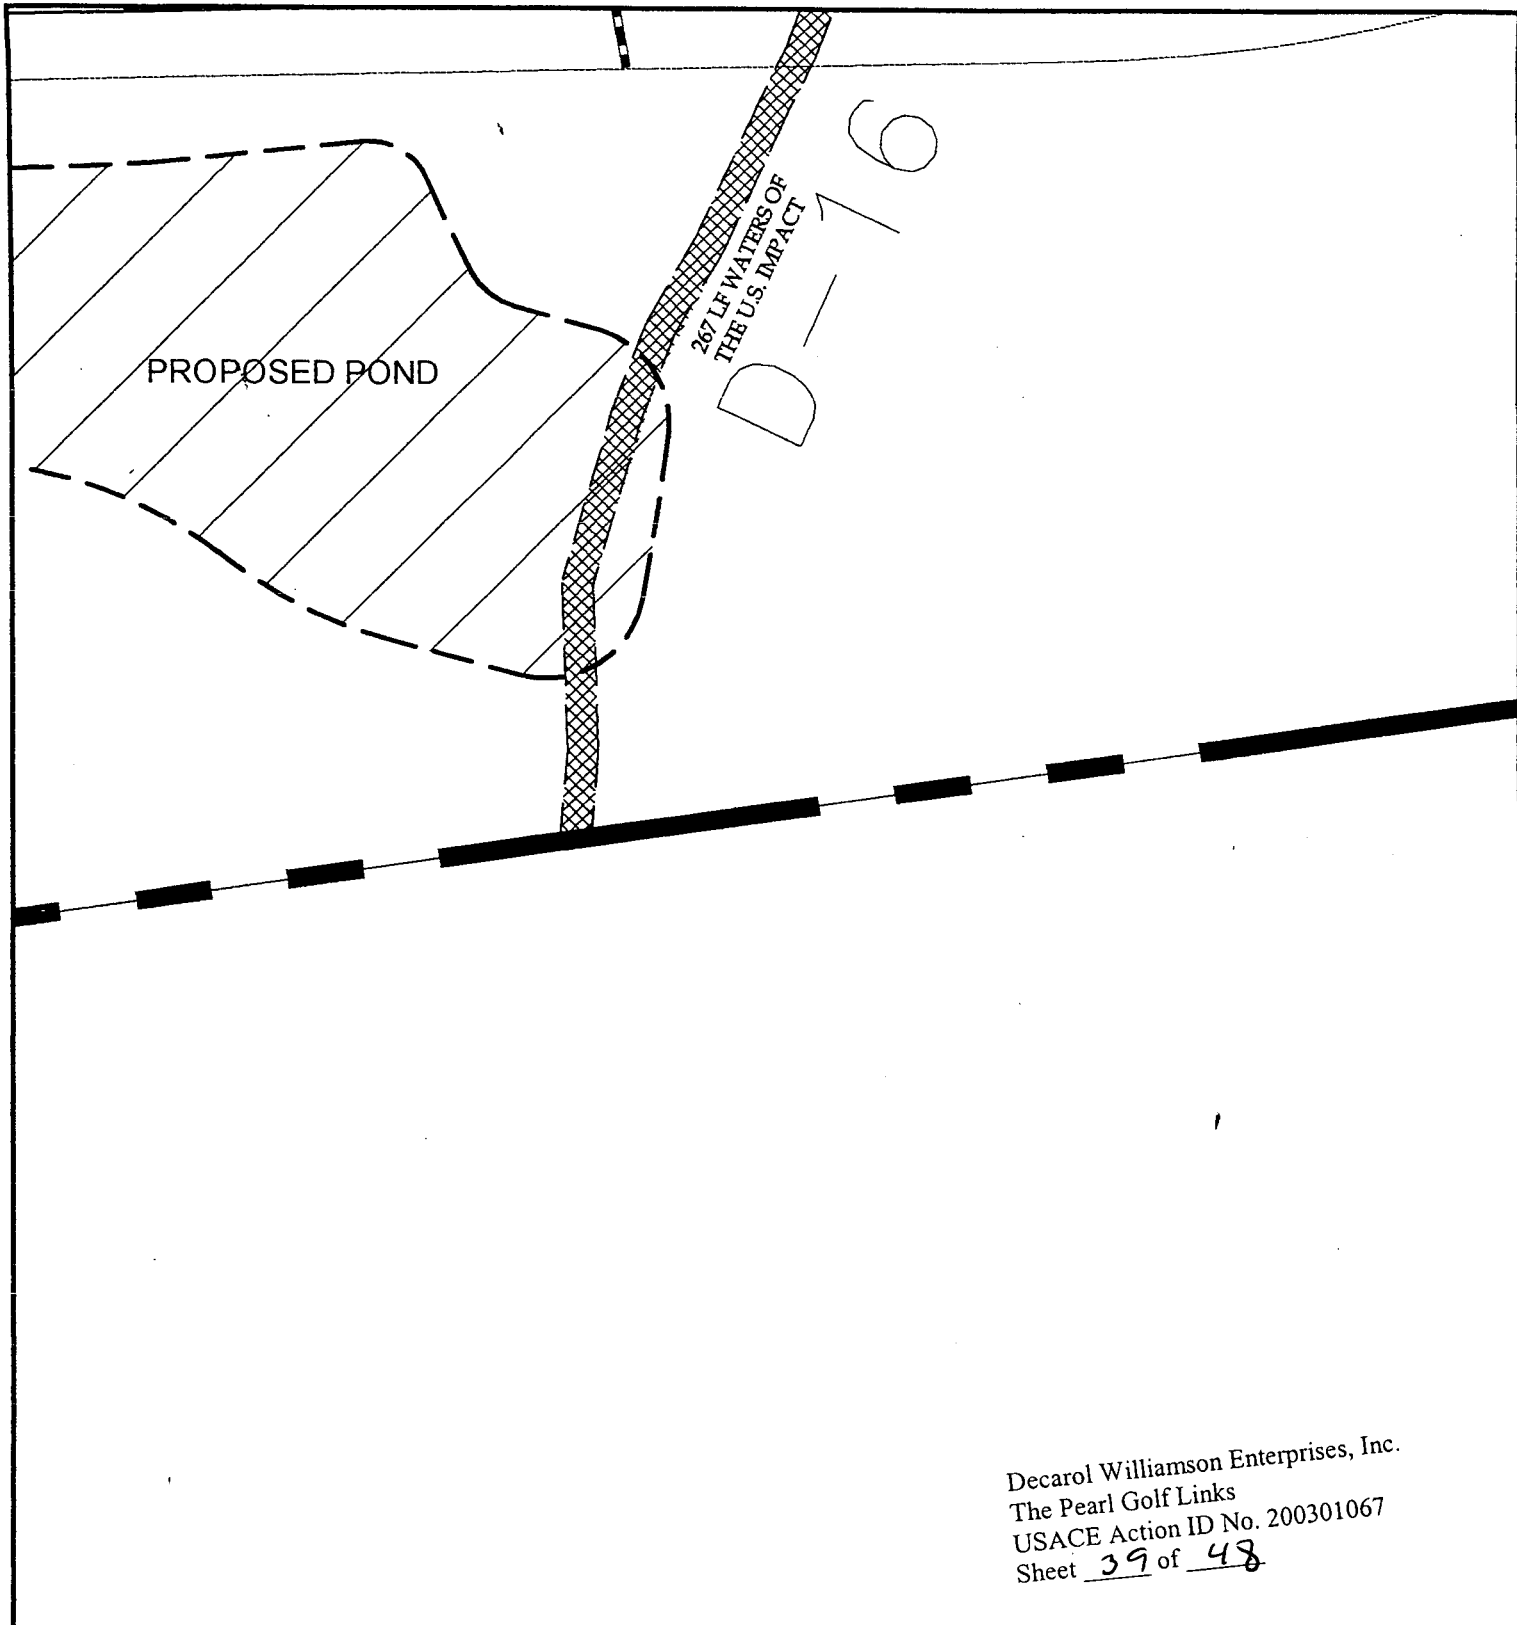 267 LF WATERS OF
THE U.S. IMPACT
D-16
PROPOSED POND
Decarol Williamson Enterprises, Inc.
The Pearl Golf Links
USACE Action ID No. 200301067
Sheet 39 of 48